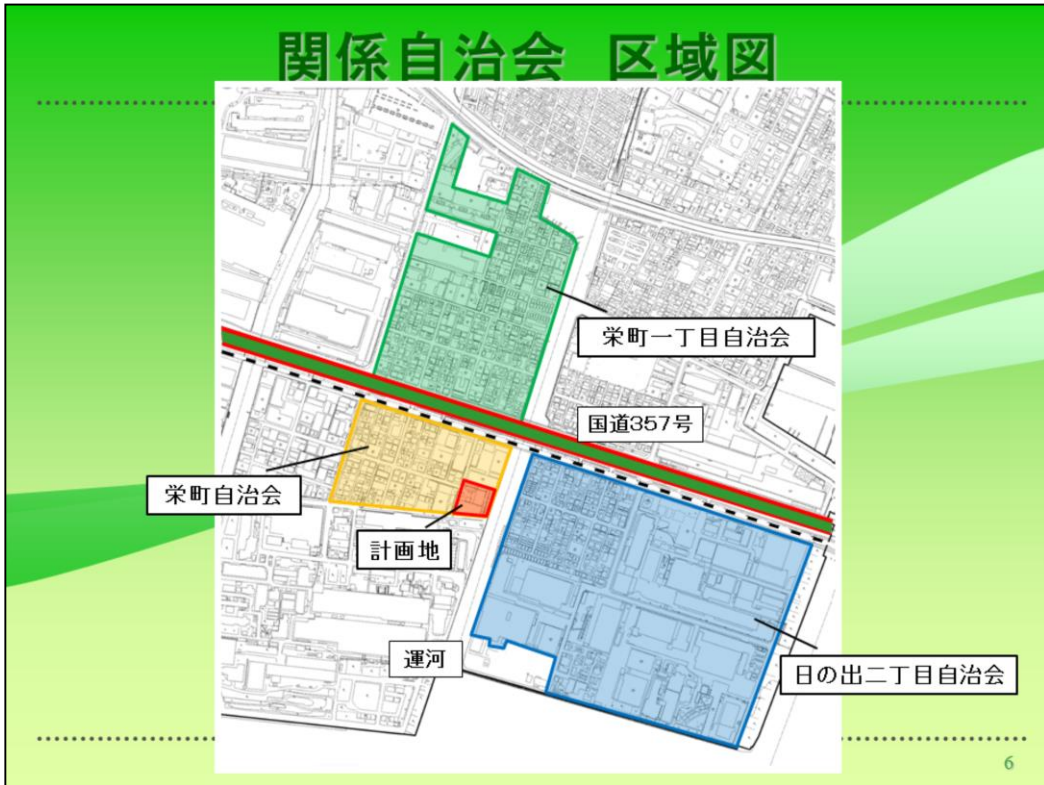 関係自治会 区域図
栄町一丁目自治会
国道357号
栄町自治会
計画地
運河
日の出二丁目自治会
6